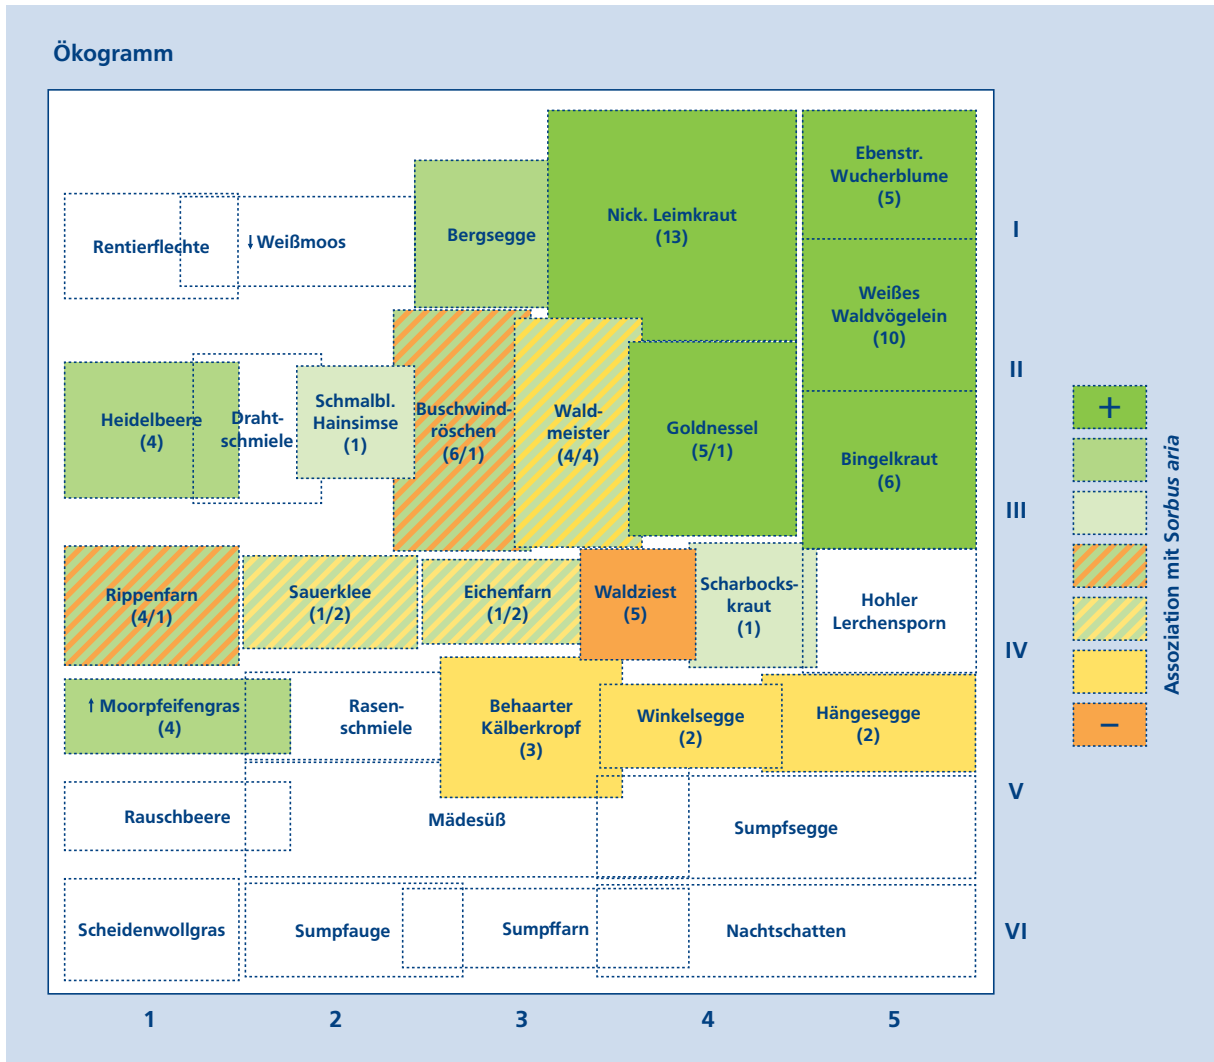 Ökogramm
Ebenstr.
Wucherblume
(5)
Nick. Leimkraut
(13)
Bergsegge
Rentierflechte
↓ Weißmoos
I
Weißes
Waldvögelein
(10)
II
Heidelbeere
(4)
Draht-
schmiele
Schmalbl.
Hainsimse
(1)
Buschwind-
röschen
(6/1)
Wald-
meister
(4/4)
Goldnessel
(5/1)
Bingelkraut
(6)
III
Rippenfarn
(4/1)
Sauerklee
(1/2)
Eichenfarn
(1/2)
Waldziest
(5)
Scharbocks-
kraut
(1)
Hohler
Lerchensporn
IV
↑ Moorpfeifengras
(4)
Rasen-
schmiele
Behaarter
Kälberkropf
(3)
Winkelsegge
(2)
Hängesegge
(2)
V
Rauschbeere
Mädesüß
Sumpfsegge
Scheidenwollgras
Sumpfauge
Sumpffarn
Nachtschatten
VI
1
2
3
4
5
+
–
Assoziation mit Sorbus aria